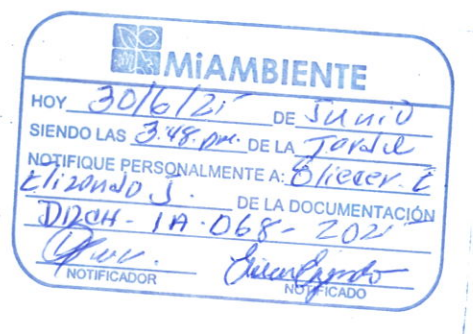 MiAMBIENTE
HOY 30/6/21 DE Junio
SIENDO LAS 3:48 pm. DE LA Tarde
NOTIFIQUE PERSONALMENTE A: Eliecer. E
Elizondo J. DE LA DOCUMENTACIÓN
DRCH - IA - 068 - 2021
NOTIFICADOR NOTIFICADO